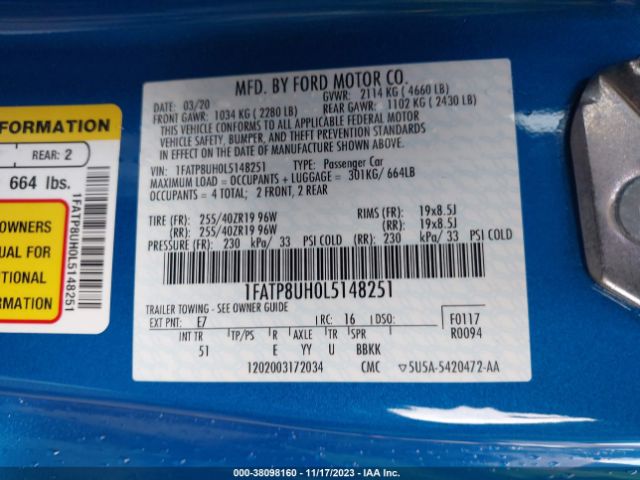 MFD. BY FORD MOTOR CO.
03/20
GVWR: 2114 KG ( 4660 LB)
FRONT GAWR: 1034 KG ( 2280 LB)
REAR GAWR: 1102 KG ( 2430 LB)
THIS VEHICLE CONFORMS TO ALL APPLICABLE FEDERAL MOTOR
VEHICLE SAFETY, BUMPER, AND THEFT PREVENTION STANDARDS
IN EFFECT ON THE DATE OF MANUFACTURE SHOWN ABOVE.
VIN: 1FATP8UH0L5148251 TYPE: Passenger Car
MAXIMUM LOAD = OCCUPANTS + LUGGAGE = 301KG/ 664LB
OCCUPANTS = 4 TOTAL; 2 FRONT, 2 REAR
TIRE (FR): 255/40ZR19 96W RIMS (FR): 19x8.5J
(RR): 255/40ZR19 96W (RR): 19x8.5J
PRESSURE (FR): 230 kPa/ 33 PSI COLD (RR): 230 kPa/ 33 PSI COLD
1FATP8UH0L5148251
TRAILER TOWING - SEE OWNER GUIDE
EXT PNT: E7 RC: 16 DSO:
F0117
R0094
INT TR TP/PS R AXLE TR SPR
51 E YY U BBKK
1202003172034 CMC 5U5A-5420472-AA
FORMATION
REAR: 2
664 lbs.
OWNERS
UAL FOR
TIONAL
RMATION
1FATP8UH0L5148251
000-38098160 - 11/17/2023 - IAA Inc.